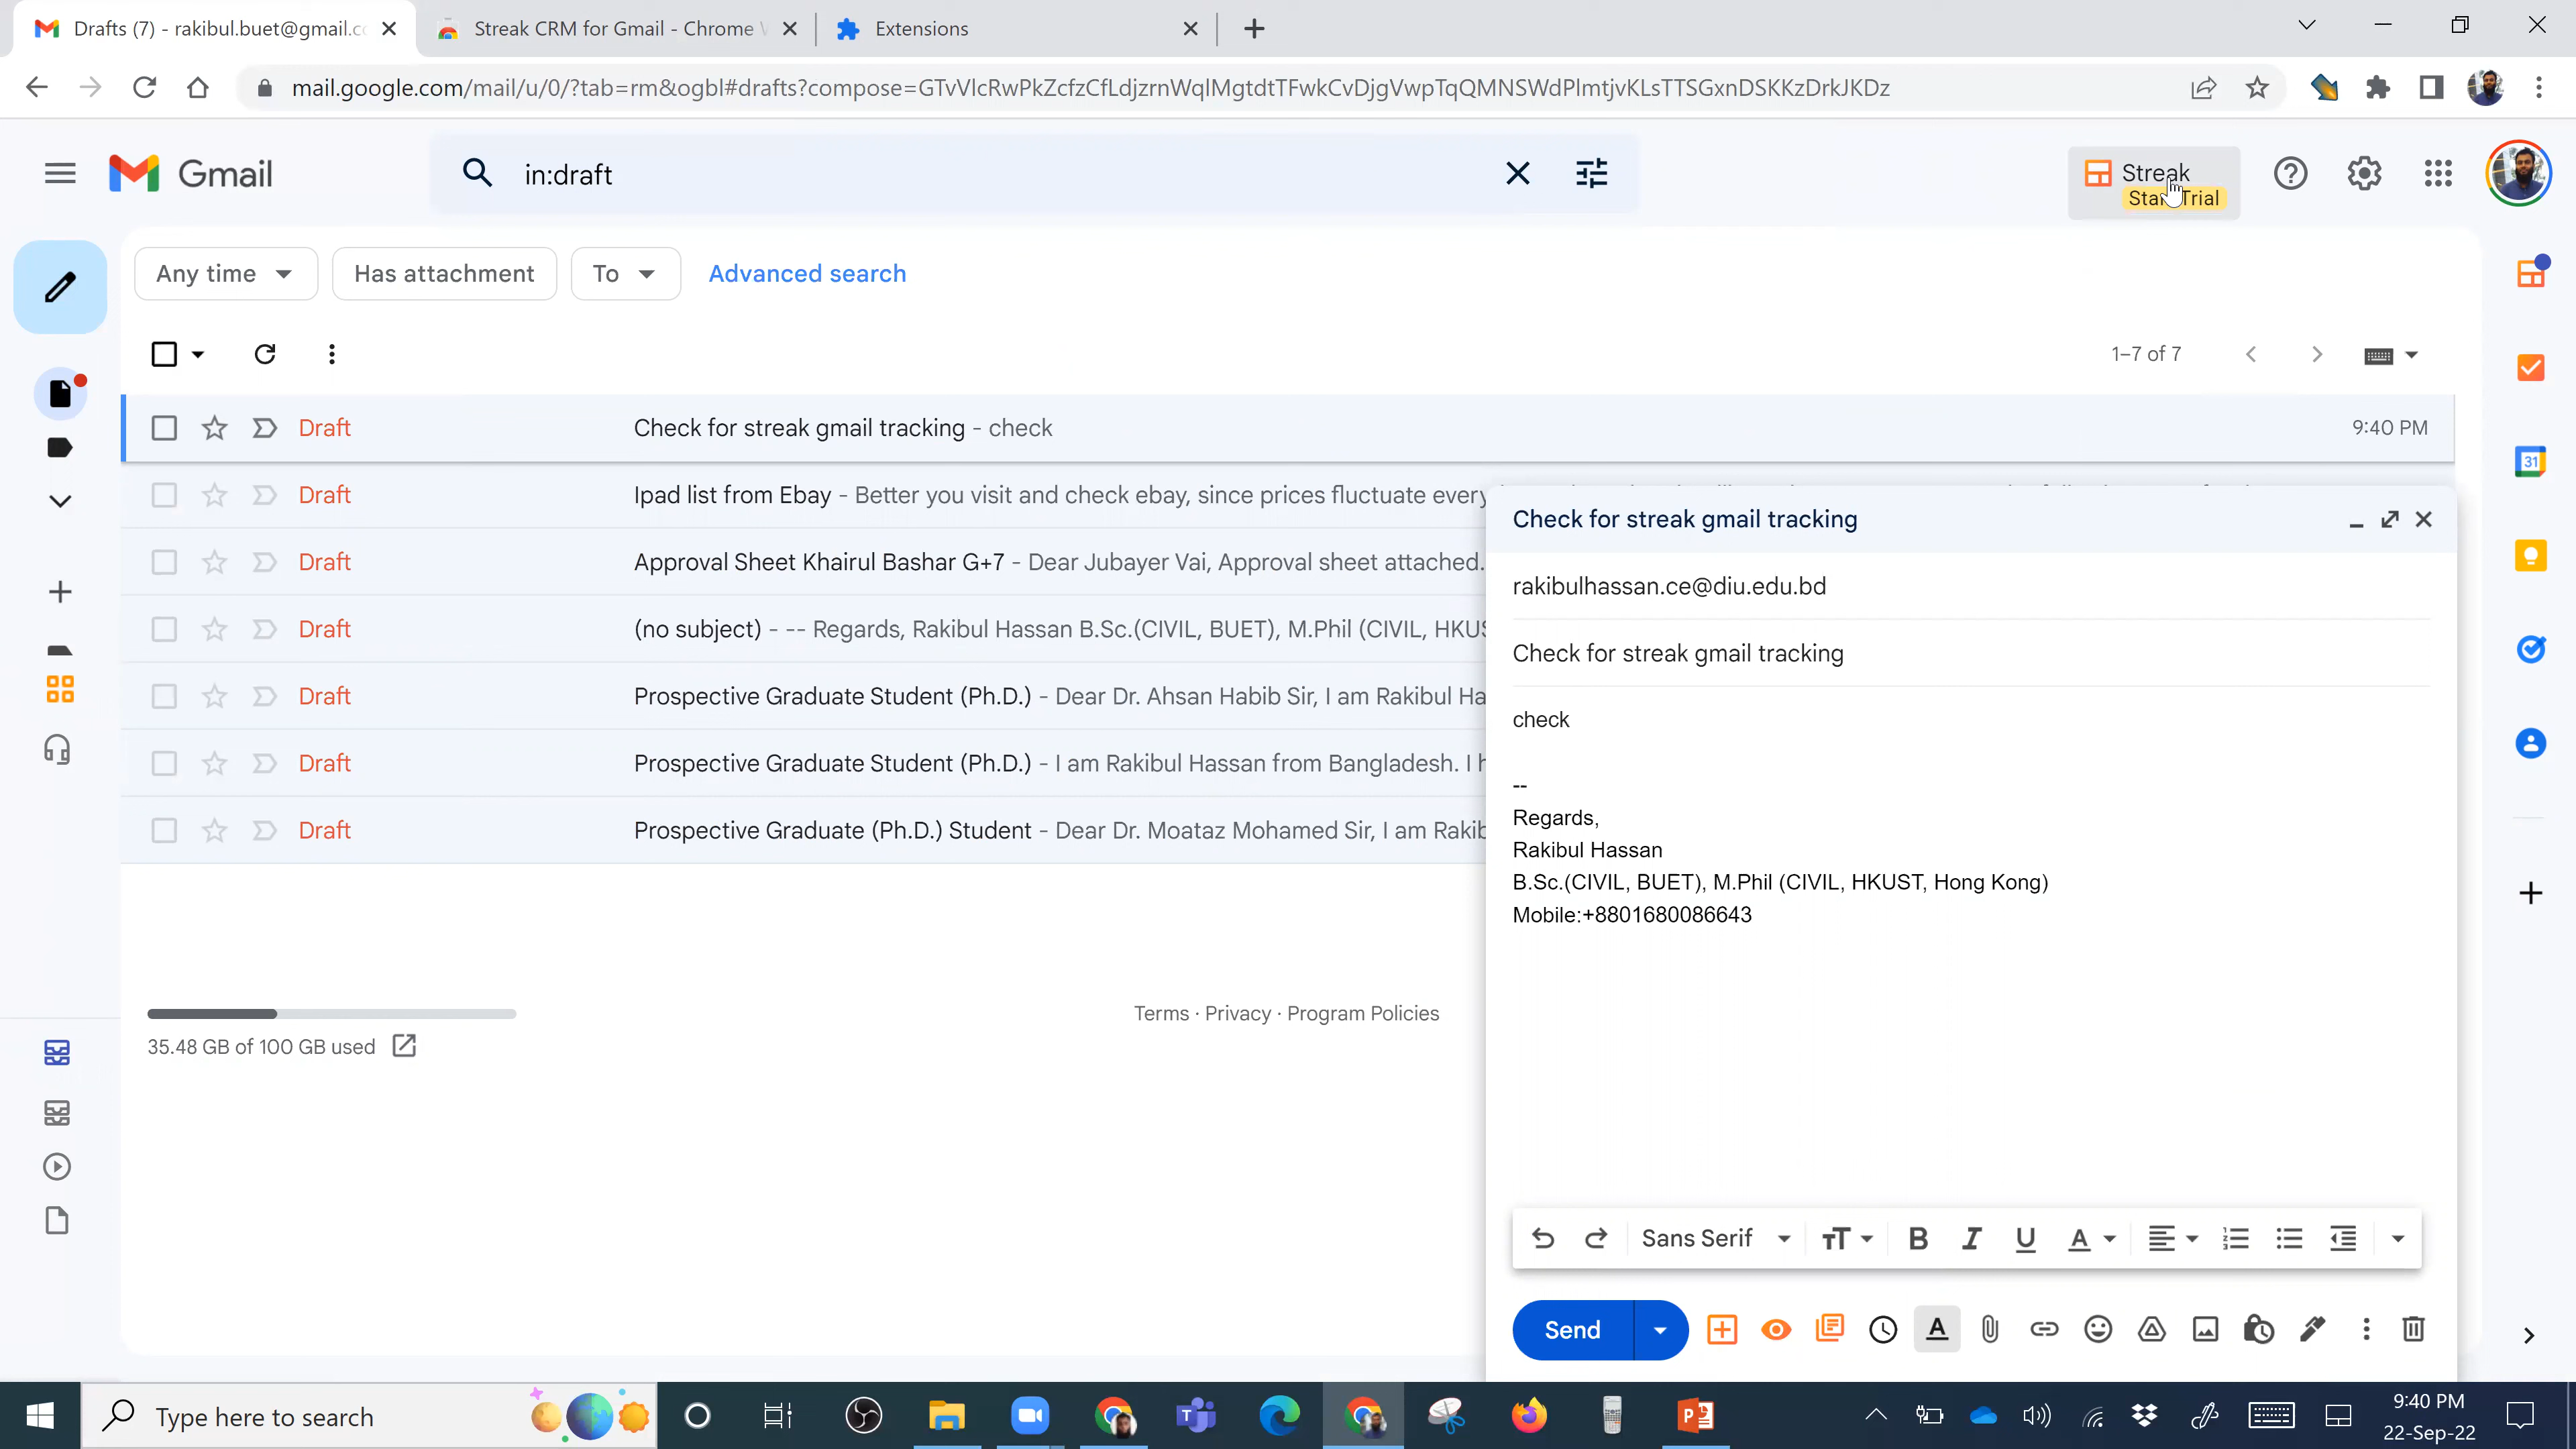 Drafts (7) - rakibul.buet@gmail.co
Streak CRM for Gmail - Chrome W
Extensions
mail.google.com/mail/u/0/?tab=rm&ogbl#drafts?compose=GTvVlcRwPkZcfzCfLdjzrnWqlMgtdtTFwkCvDjgVwpTqQMNSWdPlmtjvKLsTTSGxnDSKKzDrkJKDz
Gmail
in:draft
Streak
Start Trial
Any time
Has attachment
To
Advanced search
1–7 of 7
Draft Check for streak gmail tracking - check 9:40 PM
Draft Ipad list from Ebay - Better you visit and check ebay, since prices fluctuate every
Draft Approval Sheet Khairul Bashar G+7 - Dear Jubayer Vai, Approval sheet attached.
Draft (no subject) - -- Regards, Rakibul Hassan B.Sc.(CIVIL, BUET), M.Phil (CIVIL, HKUS
Draft Prospective Graduate Student (Ph.D.) - Dear Dr. Ahsan Habib Sir, I am Rakibul Ha
Draft Prospective Graduate Student (Ph.D.) - I am Rakibul Hassan from Bangladesh. I h
Draft Prospective Graduate (Ph.D.) Student - Dear Dr. Moataz Mohamed Sir, I am Rakib
35.48 GB of 100 GB used
Terms · Privacy · Program Policies
Check for streak gmail tracking
rakibulhassan.ce@diu.edu.bd
Check for streak gmail tracking
check
--
Regards,
Rakibul Hassan
B.Sc.(CIVIL, BUET), M.Phil (CIVIL, HKUST, Hong Kong)
Mobile:+8801680086643
Sans Serif
Send
31
Type here to search
9:40 PM
22-Sep-22